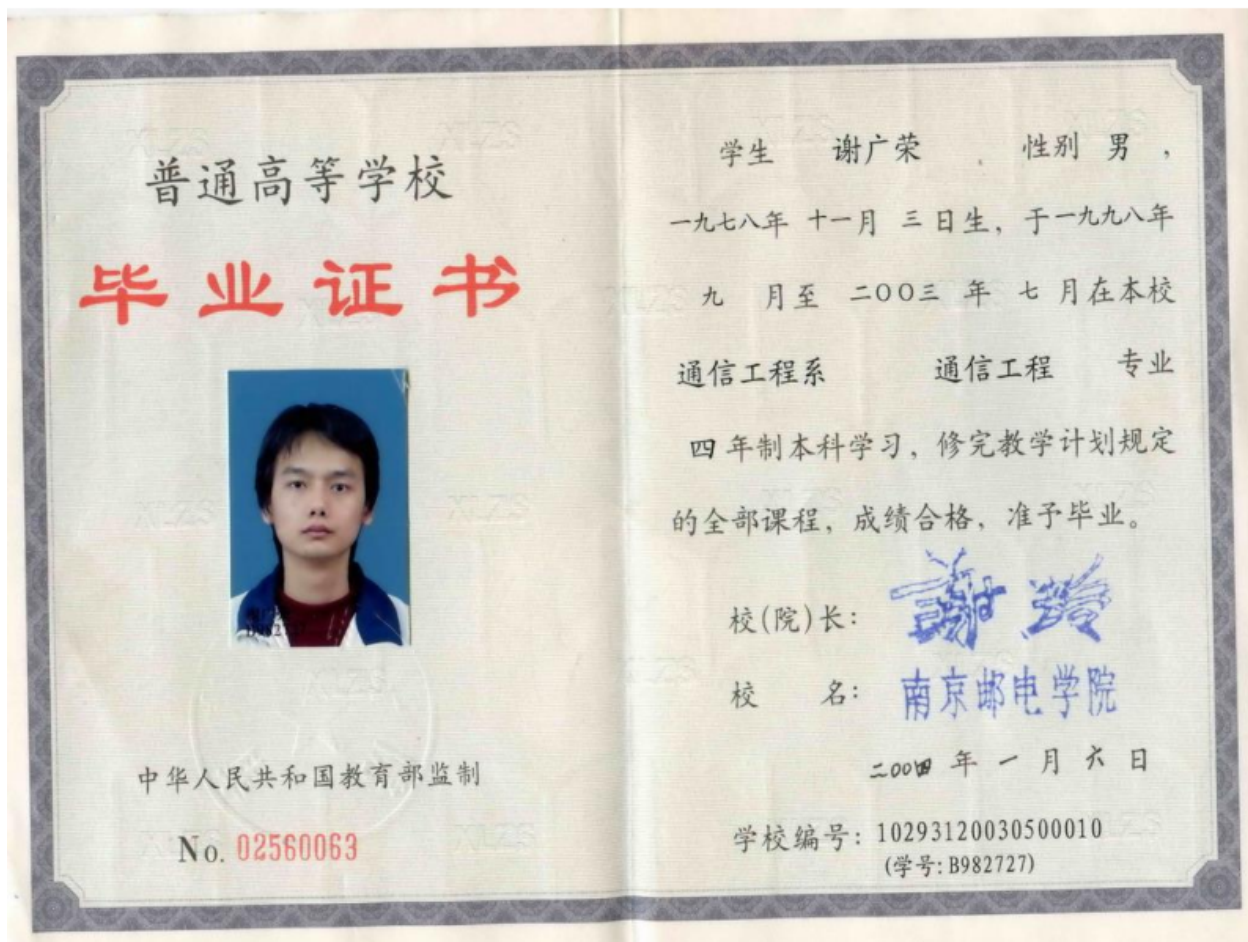 普通高等学校
毕业证书
中华人民共和国教育部监制
No. 02560063
学生 谢广荣 、 性别 男 ，
一九七八年 十一月 三日生，于一九九八年
九 月至 二〇〇三 年 七 月在本校
通信工程系 通信工程 专业
四年制本科学习，修完教学计划规定
的全部课程，成绩合格，准予毕业。
校(院)长：谢
校 名：南京邮电学院
二〇〇四 年 一 月 六 日
学校编号：10293120030500010
(学号：B982727)